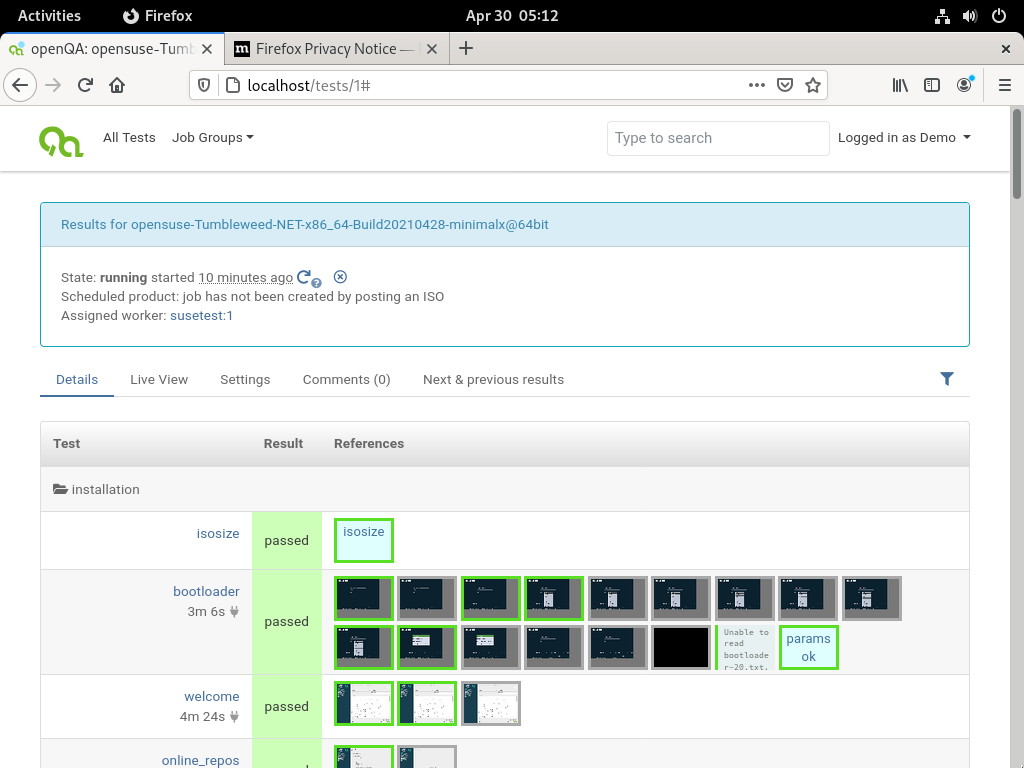 Activities Firefox Apr 30 05:12
openQA: opensuse-Tumb Firefox Privacy Notice —
localhost/tests/1#
All Tests Job Groups Type to search Logged in as Demo
Results for opensuse-Tumbleweed-NET-x86_64-Build20210428-minimalx@64bit
State: running started 10 minutes ago
Scheduled product: job has not been created by posting an ISO
Assigned worker: susetest:1
Details Live View Settings Comments (0) Next & previous results
Test Result References
installation
isosize passed isosize
bootloader
3m 6s passed
Unable to
read
bootloade
r-20.txt.
params
ok
welcome
4m 24s passed
online_repos